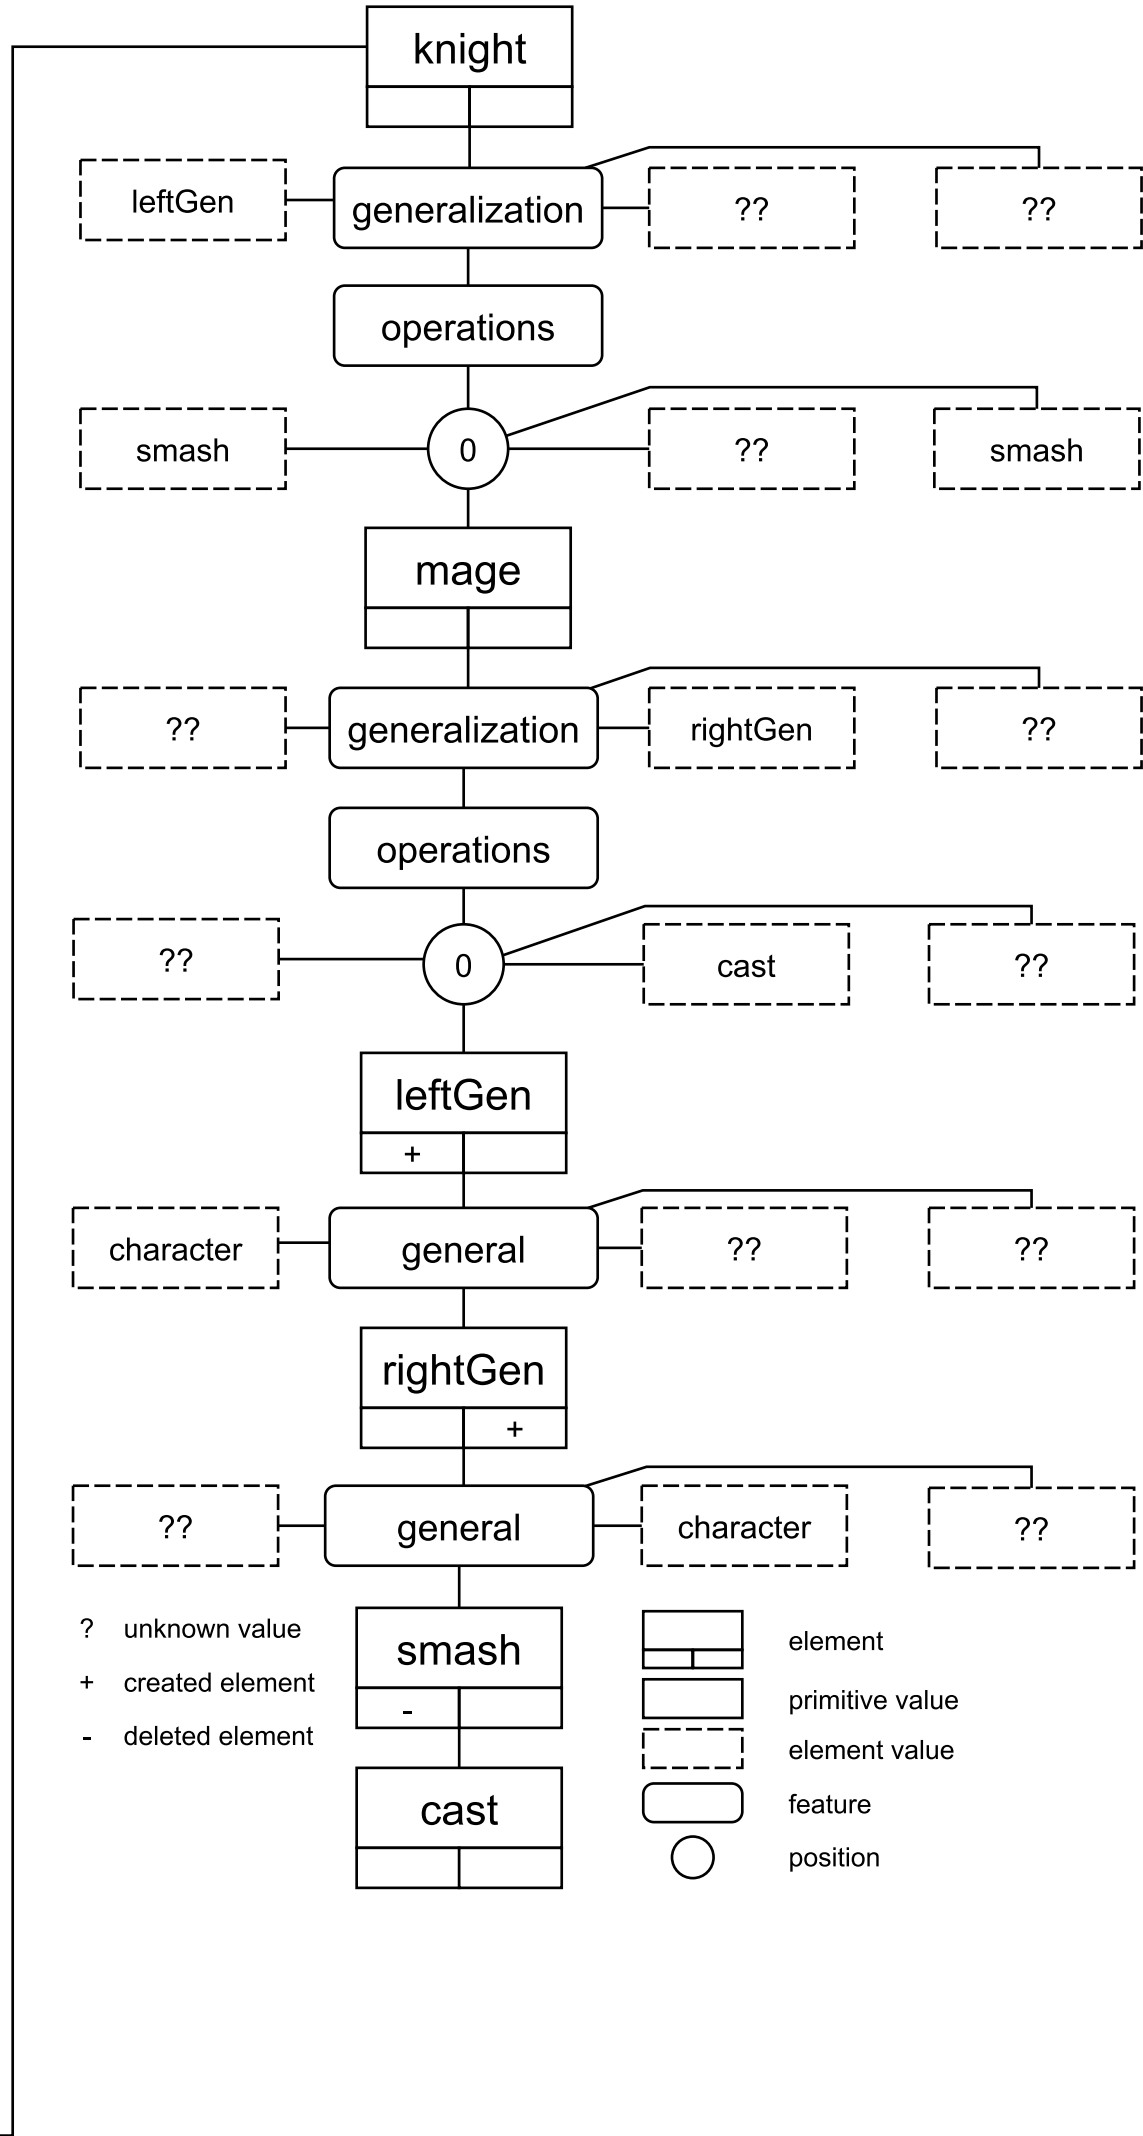 knight
leftGen
generalization
??
??
operations
smash
0
??
smash
mage
??
generalization
rightGen
??
operations
??
0
cast
??
leftGen
+
character
general
??
??
rightGen
+
??
general
character
??
? unknown value
+ created element
- deleted element
smash
-
cast
element
primitive value
element value
feature
position